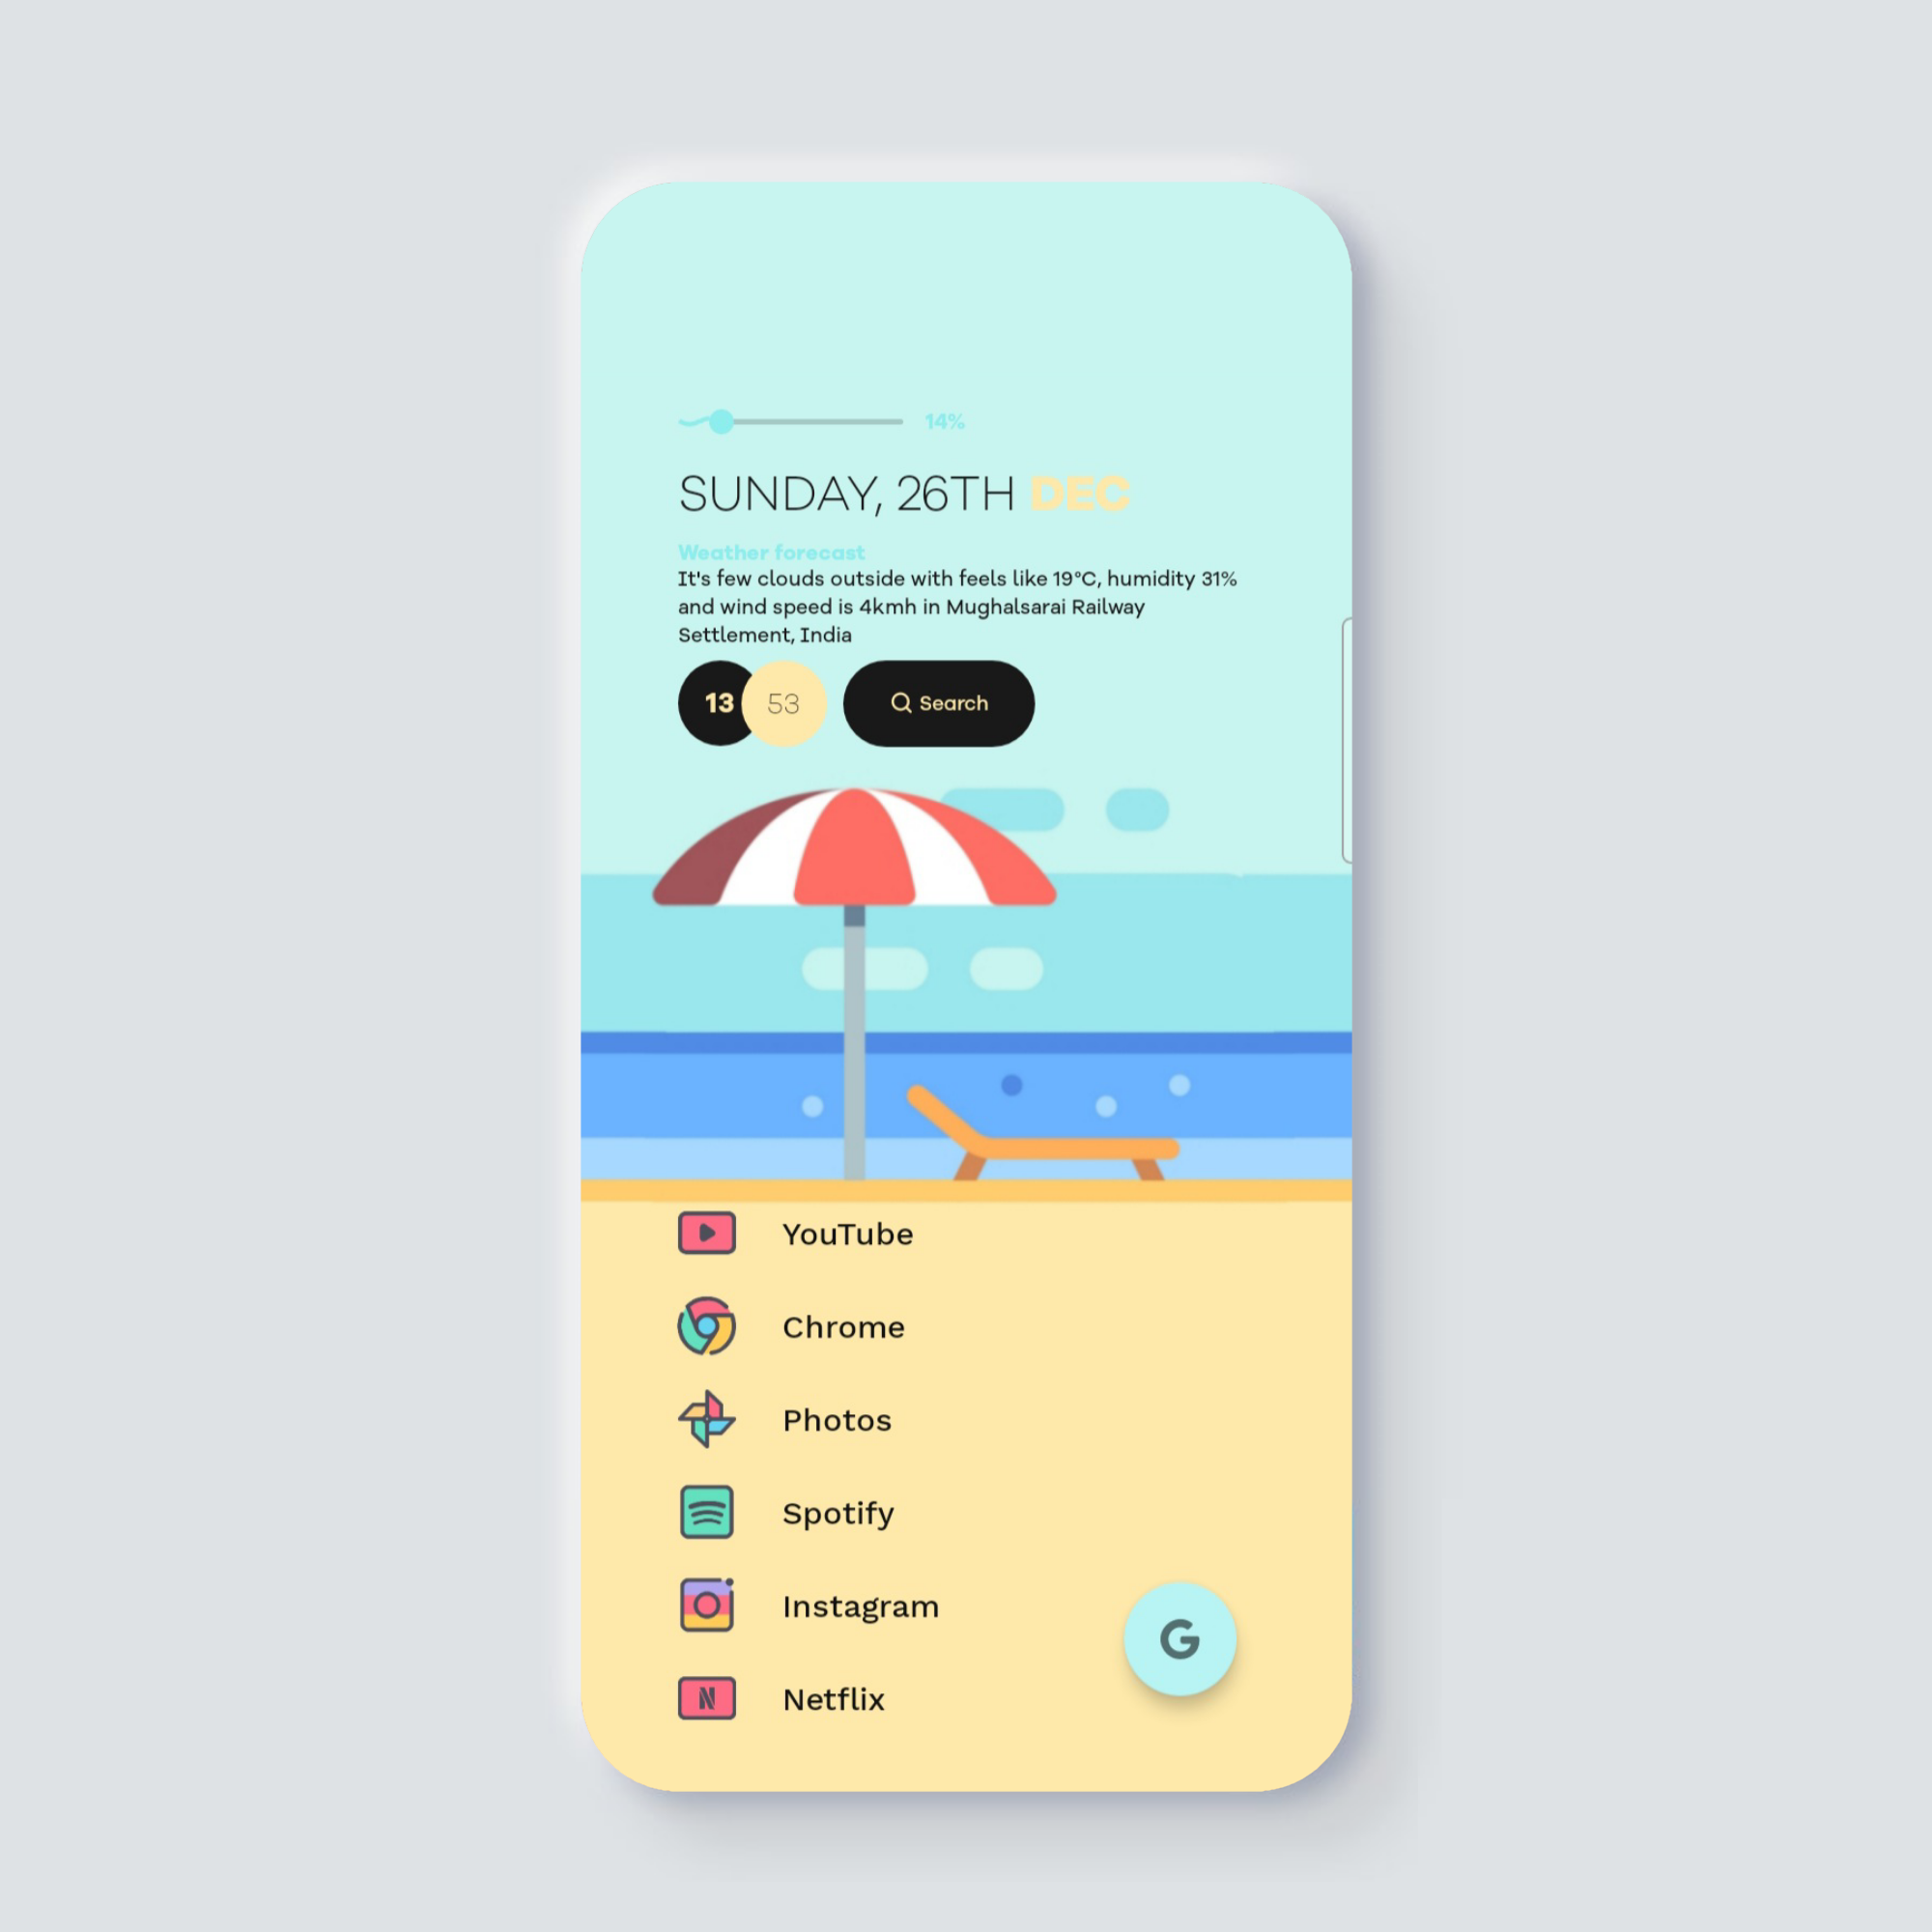 14%
SUNDAY, 26TH DEC
Weather forecast
It's few clouds outside with feels like 19°C, humidity 31%
and wind speed is 4kmh in Mughalsarai Railway
Settlement, India
13 53 Search
YouTube
Chrome
Photos
Spotify
Instagram
G
N Netflix